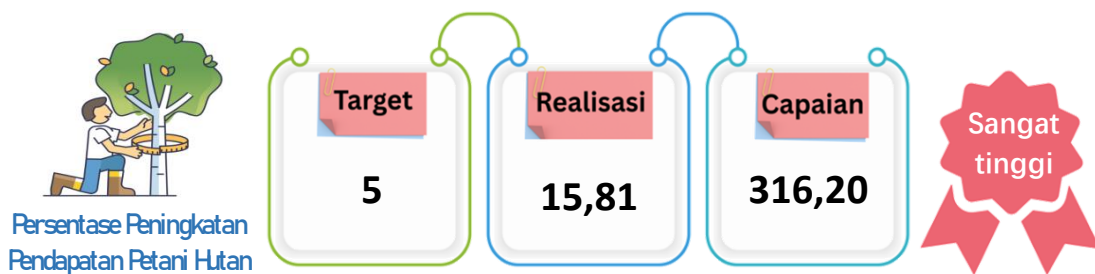 Target
Realisasi
Capaian
5
15,81
316,20
Sangat
tinggi
Persentase Peningkatan
Pendapatan Petani Hutan